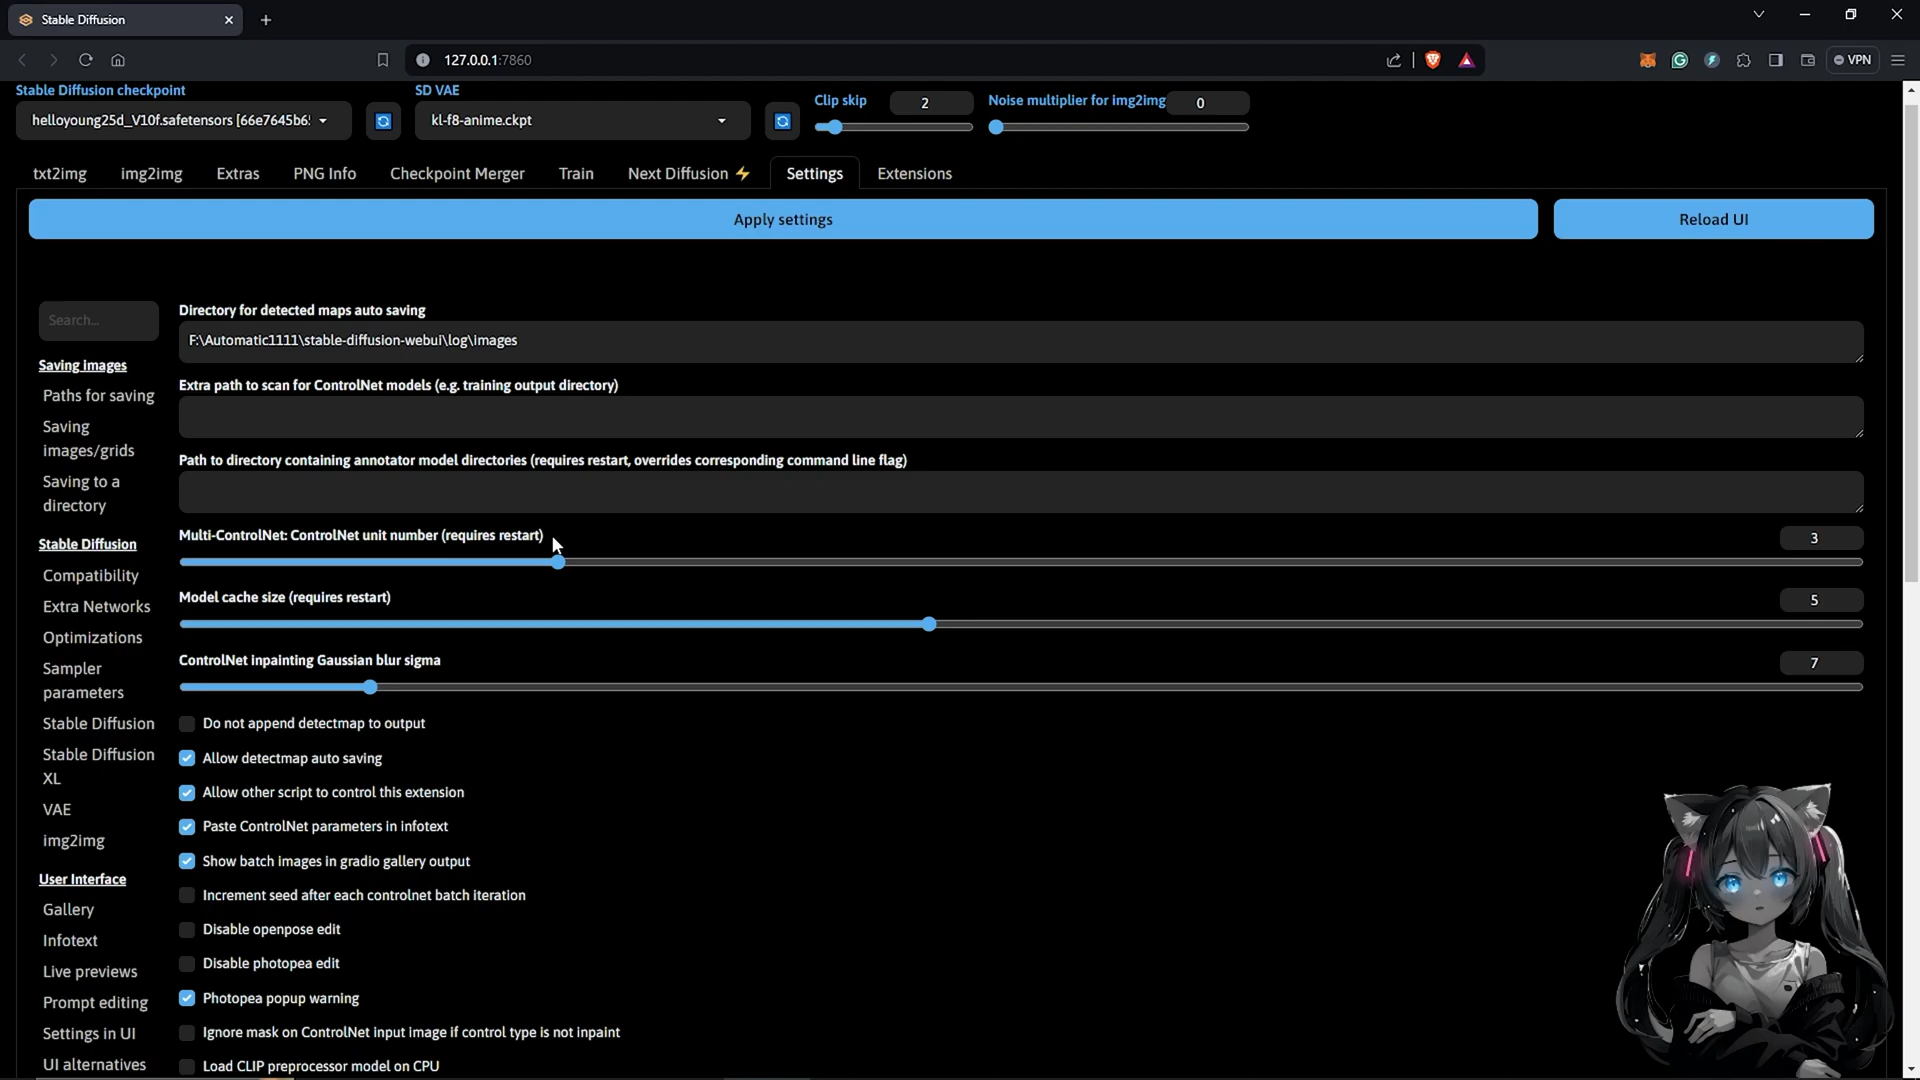 Stable Diffusion
127.0.0.1:7860
VPN
Stable Diffusion checkpoint
helloyoung25d_V10f.safetensors [66e7645b6
SD VAE
kl-f8-anime.ckpt
Clip skip
2
Noise multiplier for img2img
0
txt2img
img2img
Extras
PNG Info
Checkpoint Merger
Train
Next Diffusion ⚡
Settings
Extensions
Apply settings
Reload UI
Search...
Saving images
Paths for saving
Saving
images/grids
Saving to a
directory
Stable Diffusion
Compatibility
Extra Networks
Optimizations
Sampler
parameters
Stable Diffusion
Stable Diffusion
XL
VAE
img2img
User Interface
Gallery
Infotext
Live previews
Prompt editing
Settings in UI
UI alternatives
Directory for detected maps auto saving
F:\Automatic1111\stable-diffusion-webui\log\images
Extra path to scan for ControlNet models (e.g. training output directory)
Path to directory containing annotator model directories (requires restart, overrides corresponding command line flag)
Multi-ControlNet: ControlNet unit number (requires restart)
3
Model cache size (requires restart)
5
ControlNet inpainting Gaussian blur sigma
7
Do not append detectmap to output
Allow detectmap auto saving
Allow other script to control this extension
Paste ControlNet parameters in infotext
Show batch images in gradio gallery output
Increment seed after each controlnet batch iteration
Disable openpose edit
Disable photopea edit
Photopea popup warning
Ignore mask on ControlNet input image if control type is not inpaint
Load CLIP preprocessor model on CPU